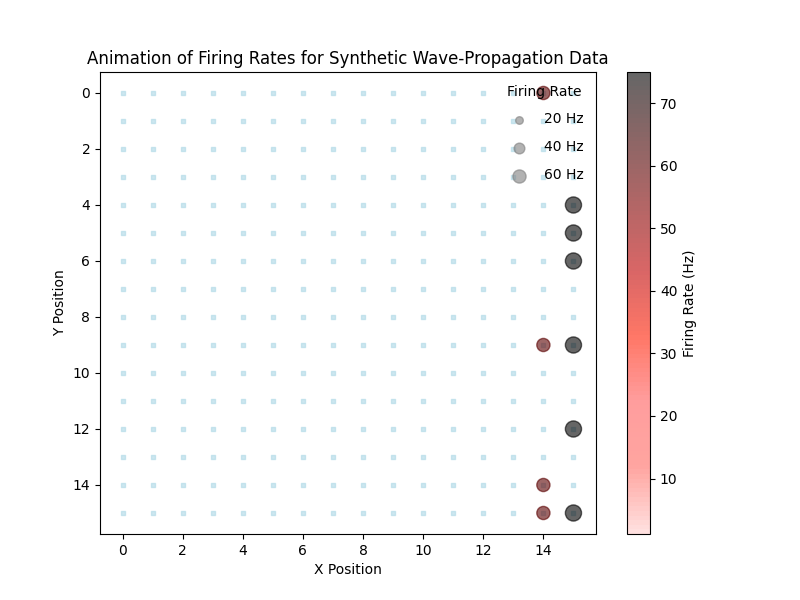 Animation of Firing Rates for Synthetic Wave-Propagation Data
Firing Rate
20 Hz
40 Hz
60 Hz
0
2
4
6
8
10
12
14
Y Position
0
2
4
6
8
10
12
14
X Position
70
60
50
40
30
20
10
Firing Rate (Hz)